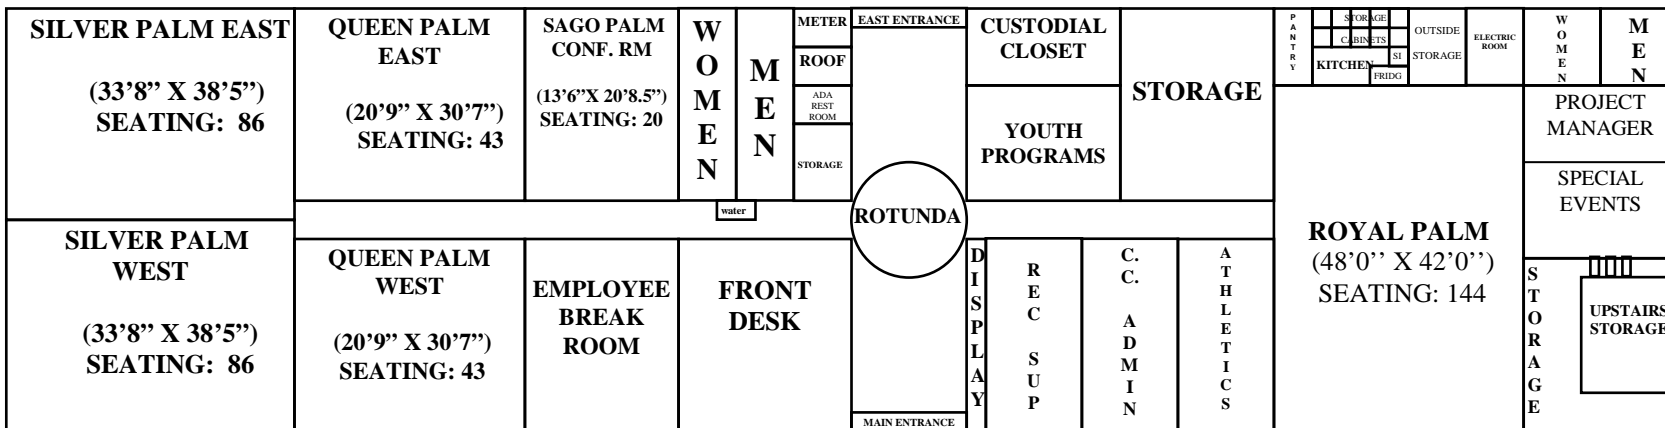 SILVER PALM EAST
(33'8” X 38'5”)
SEATING: 86
QUEEN PALM
EAST
(20'9” X 30'7”)
SEATING: 43
SAGO PALM
CONF. RM
(13'6”X 20'8.5”)
SEATING: 20
WOMEN
MEN
METER
ROOF
ADA
REST
ROOM
STORAGE
water
EAST ENTRANCE
ROTUNDA
MAIN ENTRANCE
CUSTODIAL
CLOSET
YOUTH
PROGRAMS
STORAGE
PANTRY
STORAGE
CABINETS
KITCHEN
SI
FRIDG
OUTSIDE
STORAGE
ELECTRIC
ROOM
WOMEN
MEN
PROJECT
MANAGER
SPECIAL
EVENTS
SILVER PALM
WEST
(33'8” X 38'5”)
SEATING: 86
QUEEN PALM
WEST
(20'9” X 30'7”)
SEATING: 43
EMPLOYEE
BREAK
ROOM
FRONT
DESK
DISPLAY
REC SUP
C.C. ADMIN
ATHLETICS
ROYAL PALM
(48'0'' X 42'0'')
SEATING: 144
STORAGE
UPSTAIRS
STORAGE